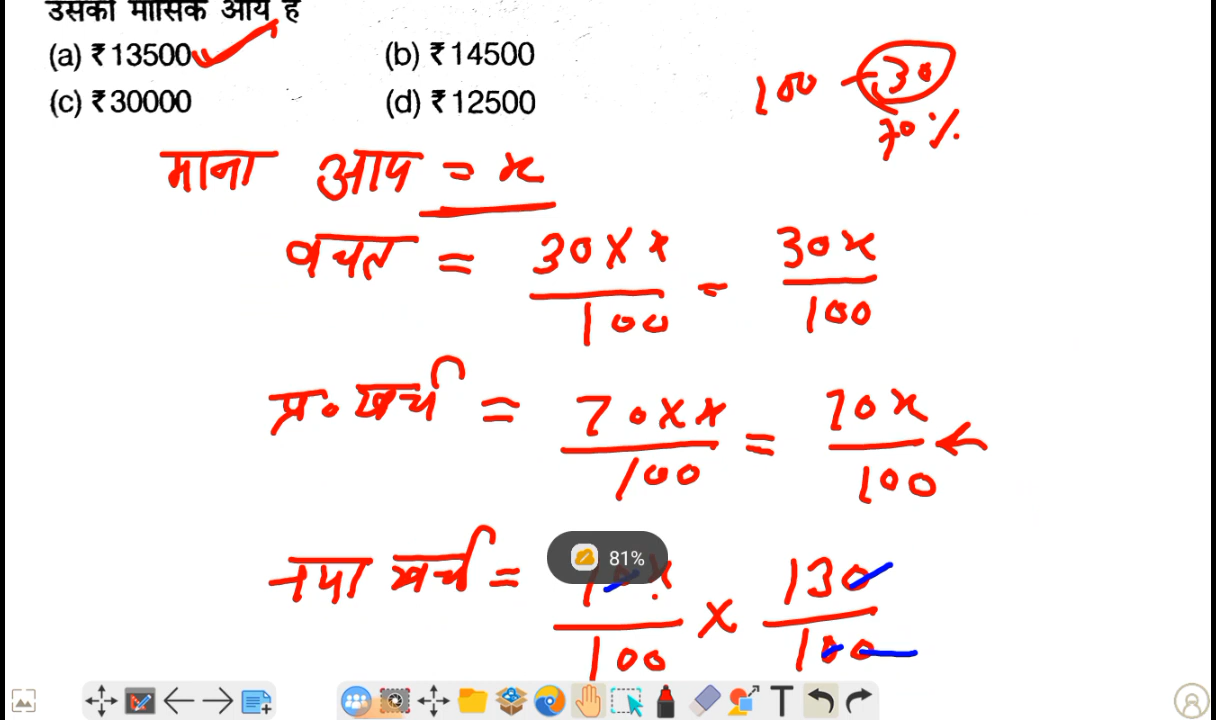 उसकी मासिक आय है
(a) ₹13500 (b) ₹14500
(c) ₹30000 (d) ₹12500
100 - 30
70%
माना आय = x
बचत = 30 × x / 100 = 30x / 100
प्र० खर्च = 70 × x / 100 = 70x / 100
नया खर्च = 70x / 100 × 130 / 100
81%
T